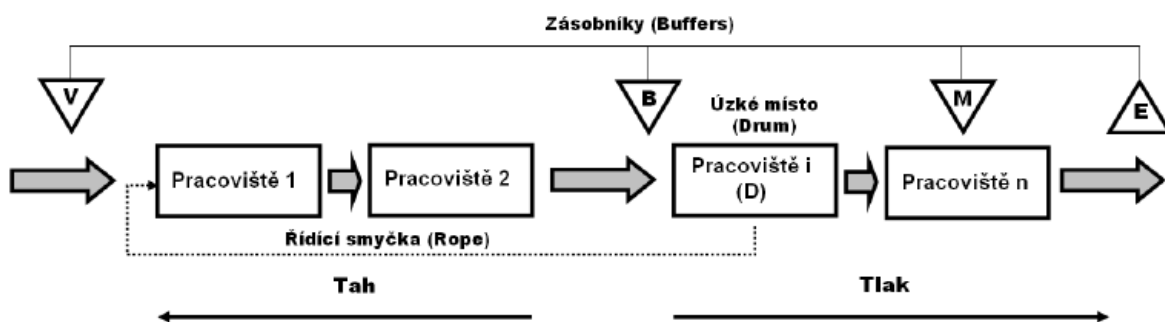 Zásobníky (Buffers)
V
B
M
E
Úzké místo
(Drum)
Pracoviště 1
Pracoviště 2
Pracoviště i
(D)
Pracoviště n
Řídící smyčka (Rope)
Tah
Tlak